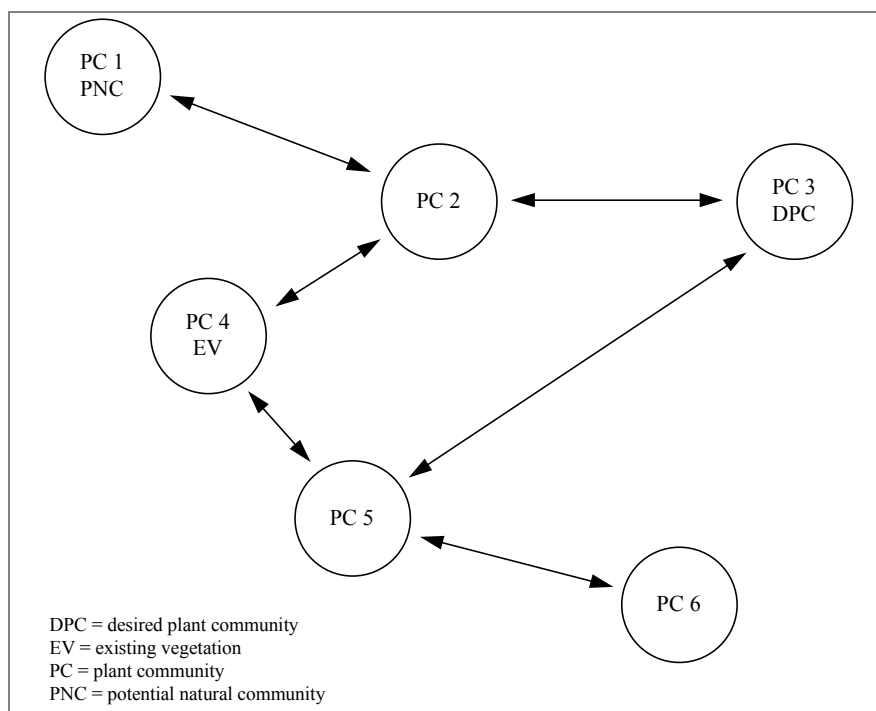 PC 1
PNC
PC 2
PC 3
DPC
PC 4
EV
PC 5
PC 6
DPC = desired plant community
EV = existing vegetation
PC = plant community
PNC = potential natural community